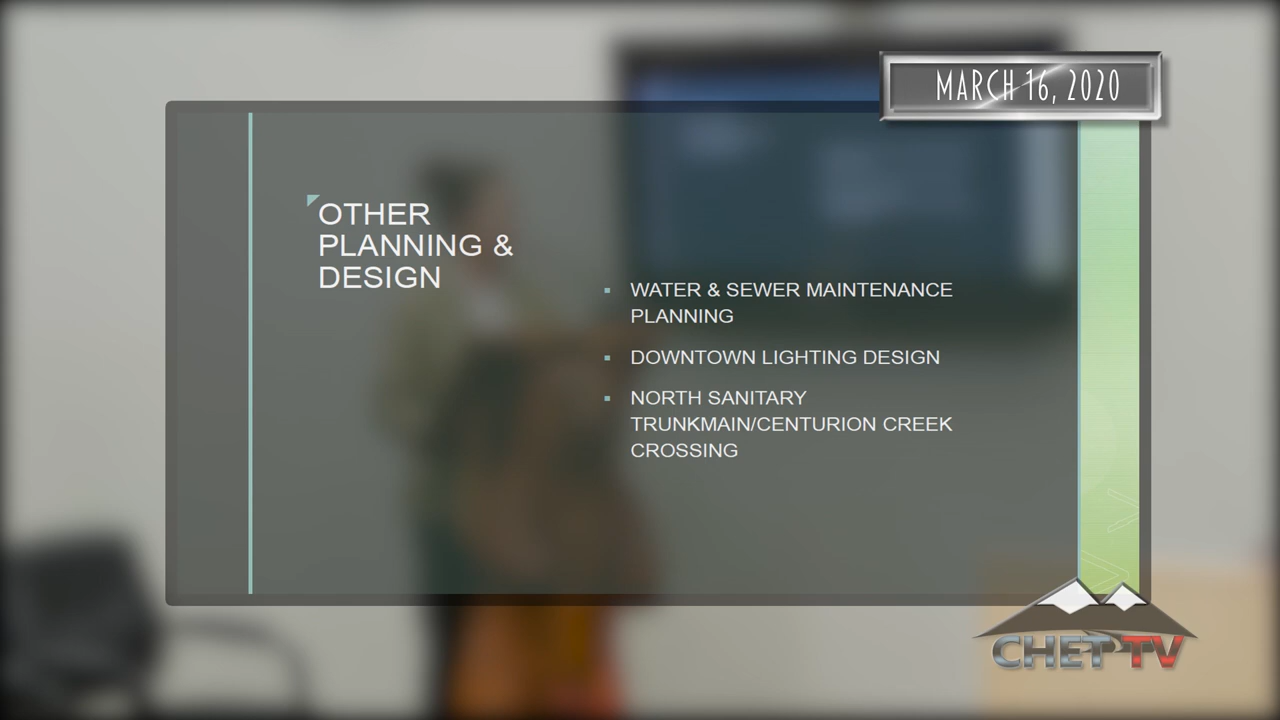 MARCH 16, 2020
OTHER
PLANNING &
DESIGN
WATER & SEWER MAINTENANCE
PLANNING
DOWNTOWN LIGHTING DESIGN
NORTH SANITARY
TRUNKMAIN/CENTURION CREEK
CROSSING
CHET TV